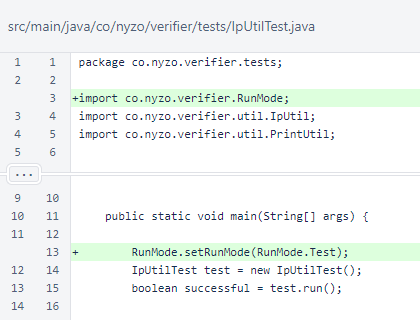 src/main/java/co/nyzo/verifier/tests/IpUtilTest.java
1 1 package co.nyzo.verifier.tests;
2 2
3 +import co.nyzo.verifier.RunMode;
3 4 import co.nyzo.verifier.util.IpUtil;
4 5 import co.nyzo.verifier.util.PrintUtil;
5 6
...
9 10
10 11 public static void main(String[] args) {
11 12
13 + RunMode.setRunMode(RunMode.Test);
12 14 IpUtilTest test = new IpUtilTest();
13 15 boolean successful = test.run();
14 16